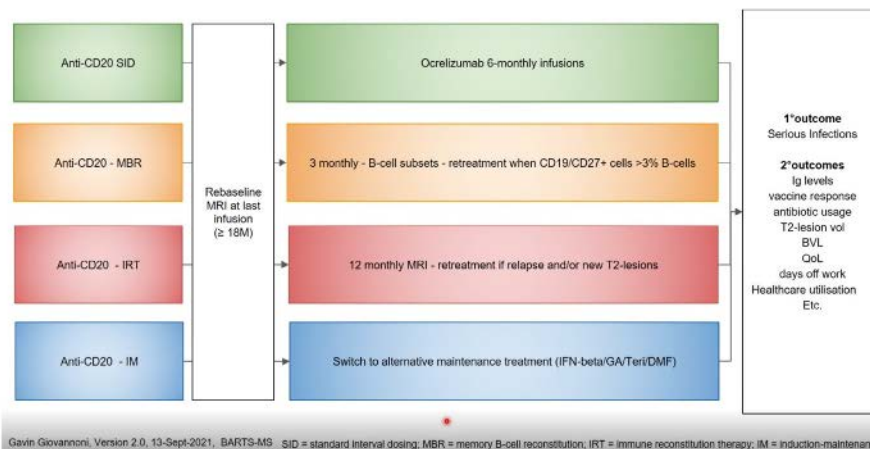 Anti-CD20 SID
Ocrelizumab 6-monthly infusions
Anti-CD20 - MBR
3 monthly - B-cell subsets - retreatment when CD19/CD27+ cells >3% B-cells
Anti-CD20 - IRT
12 monthly MRI - retreatment if relapse and/or new T2-lesions
Anti-CD20 - IM
Switch to alternative maintenance treatment (IFN-beta/GA/Teri/DMF)
Rebaseline
MRI at last
infusion
(≥ 18M)
1°outcome
Serious Infections
2°outcomes
Ig levels
vaccine response
antibiotic usage
T2-lesion vol
BVL
QoL
days off work
Healthcare utilisation
Etc.
Gavin Giovannoni, Version 2.0, 13-Sept-2021, BARTS-MS
SID = standard interval dosing; MBR = memory B-cell reconstitution; IRT = immune reconstitution therapy; IM = induction-maintenan